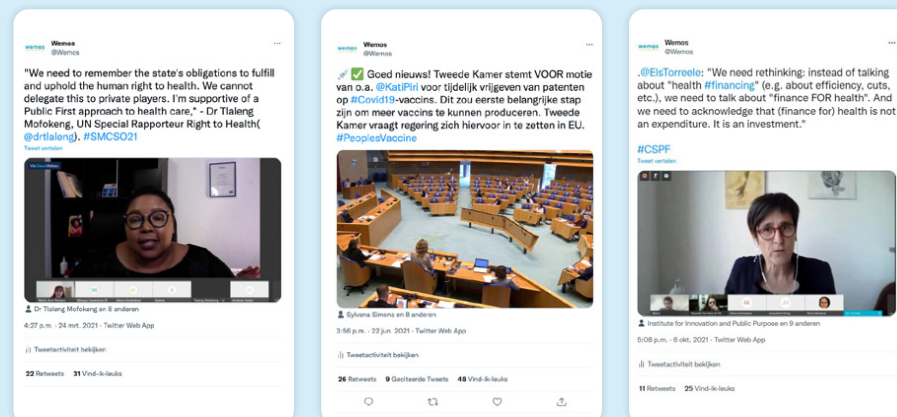 Wemos
@Wemos
"We need to remember the state's obligations to fulfill
and uphold the human right to health. We cannot
delegate this to private players. I'm supportive of a
Public First approach to health care," - Dr Tlaleng
Mofokeng, UN Special Rapporteur Right to Health(
@drtlaleng). #SMCSO21
Tweet vertalen
Dr Tlaleng Mofokeng en 8 anderen
4:27 p.m. · 24 mrt. 2021 · Twitter Web App
Tweetactiviteit bekijken
22 Retweets 31 Vind-ik-leuks
Wemos
@Wemos
Goed nieuws! Tweede Kamer stemt VOOR motie
van o.a. @KatiPiri voor tijdelijk vrijgeven van patenten
op #Covid19-vaccins. Dit zou eerste belangrijke stap
zijn om meer vaccins te kunnen produceren. Tweede
Kamer vraagt regering zich hiervoor in te zetten in EU.
#PeoplesVaccine
Sylvana Simons en 8 anderen
3:56 p.m. · 22 jun. 2021 · Twitter Web App
Tweetactiviteit bekijken
26 Retweets 9 Geciteerde Tweets 48 Vind-ik-leuks
Wemos
@Wemos
.@ElsTorreele: "We need rethinking: instead of talking
about "health #financing" (e.g. about efficiency, cuts,
etc.), we need to talk about "finance FOR health". And
we need to acknowledge that (finance for) health is not
an expenditure. It is an investment."
#CSPF
Tweet vertalen
Institute for Innovation and Public Purpose en 9 anderen
5:08 p.m. · 6 okt. 2021 · Twitter Web App
Tweetactiviteit bekijken
11 Retweets 25 Vind-ik-leuks